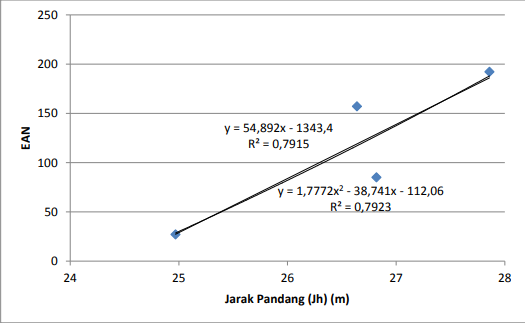 250
200
150
100
50
0
EAN
y = 54,892x - 1343,4
R² = 0,7915
y = 1,7772x² - 38,741x - 112,06
R² = 0,7923
24 25 26 27 28
Jarak Pandang (Jh) (m)